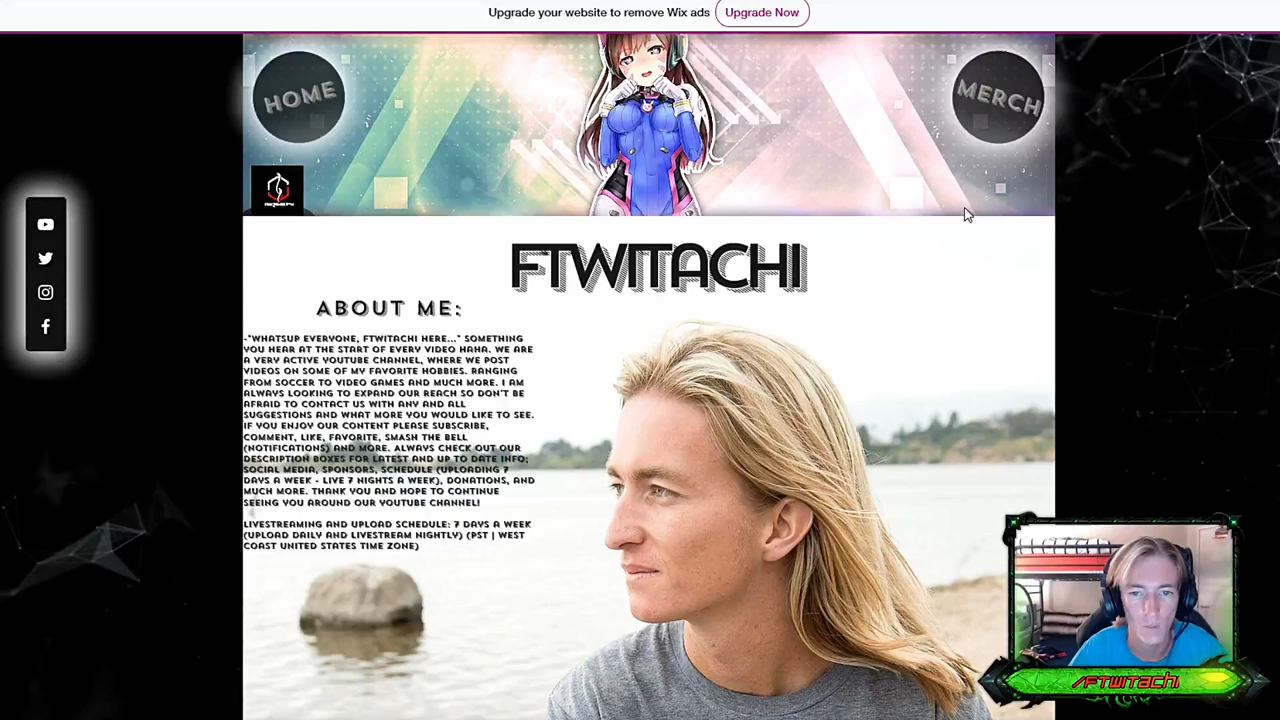 Upgrade your website to remove Wix ads
Upgrade Now
HOME
MERCH
FTWITACHI
ABOUT ME:
-"WHATSUP EVERYONE, FTWITACHI HERE..." SOMETHING
YOU HEAR AT THE START OF EVERY VIDEO HAHA. WE ARE
A VERY ACTIVE YOUTUBE CHANNEL, WHERE WE POST
VIDEOS ON SOME OF MY FAVORITE HOBBIES. RANGING
FROM SOCCER TO VIDEO GAMES AND MUCH MORE. I AM
ALWAYS LOOKING TO EXPAND OUR REACH SO DON'T BE
AFRAID TO CONTACT US WITH ANY AND ALL
SUGGESTIONS AND WHAT MORE YOU WOULD LIKE TO SEE.
IF YOU ENJOY OUR CONTENT PLEASE SUBSCRIBE,
COMMENT, LIKE, FAVORITE, SMASH THE BELL
(NOTIFICATIONS) AND MORE. ALWAYS CHECK OUT OUR
DESCRIPTION BOXES FOR LATEST AND UP TO DATE INFO;
SOCIAL MEDIA, SPONSORS, SCHEDULE (UPLOADING 7
DAYS A WEEK - LIVE 7 NIGHTS A WEEK), DONATIONS, AND
MUCH MORE. THANK YOU AND HOPE TO CONTINUE
SEEING YOU AROUND OUR YOUTUBE CHANNEL!
LIVESTREAMING AND UPLOAD SCHEDULE: 7 DAYS A WEEK
(UPLOAD DAILY AND LIVESTREAM NIGHTLY) (PST | WEST
COAST UNITED STATES TIME ZONE)
/FTWITACHI